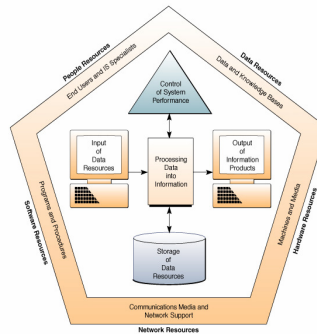 People Resources
End Users and IS Specialists
Data Resources
Data and Knowledge Bases
Control
of System
Performance
Input
of
Data
Resources
Processing
Data
into
Information
Output
of
Information
Products
Storage
of
Data
Resources
Software Resources
Programs and Procedures
Machines and Media
Hardware Resources
Communications Media and
Network Support
Network Resources